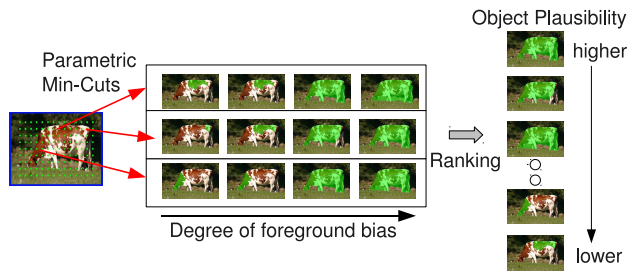 Object Plausibility
Parametric
Min-Cuts
higher
Ranking
Degree of foreground bias
lower